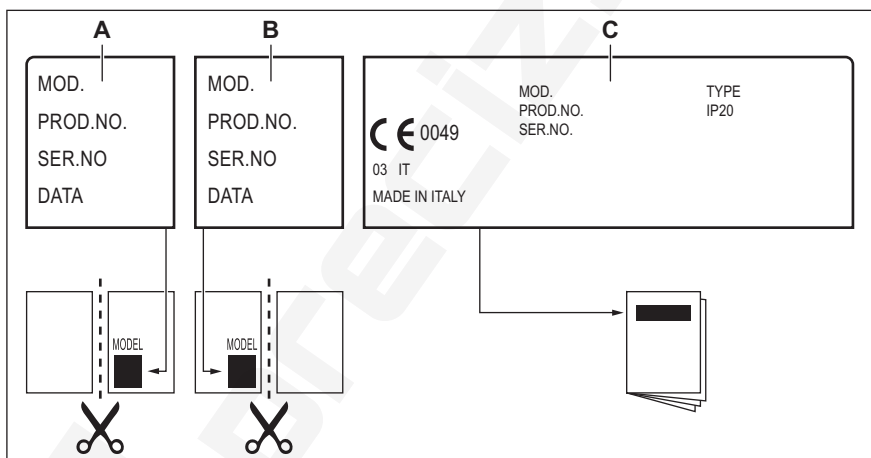 A
B
C
MOD.
PROD.NO.
SER.NO
DATA
MOD.
PROD.NO.
SER.NO
DATA
MOD.
PROD.NO.
SER.NO.
TYPE
IP20
CE 0049
03 IT
MADE IN ITALY
MODEL
MODEL